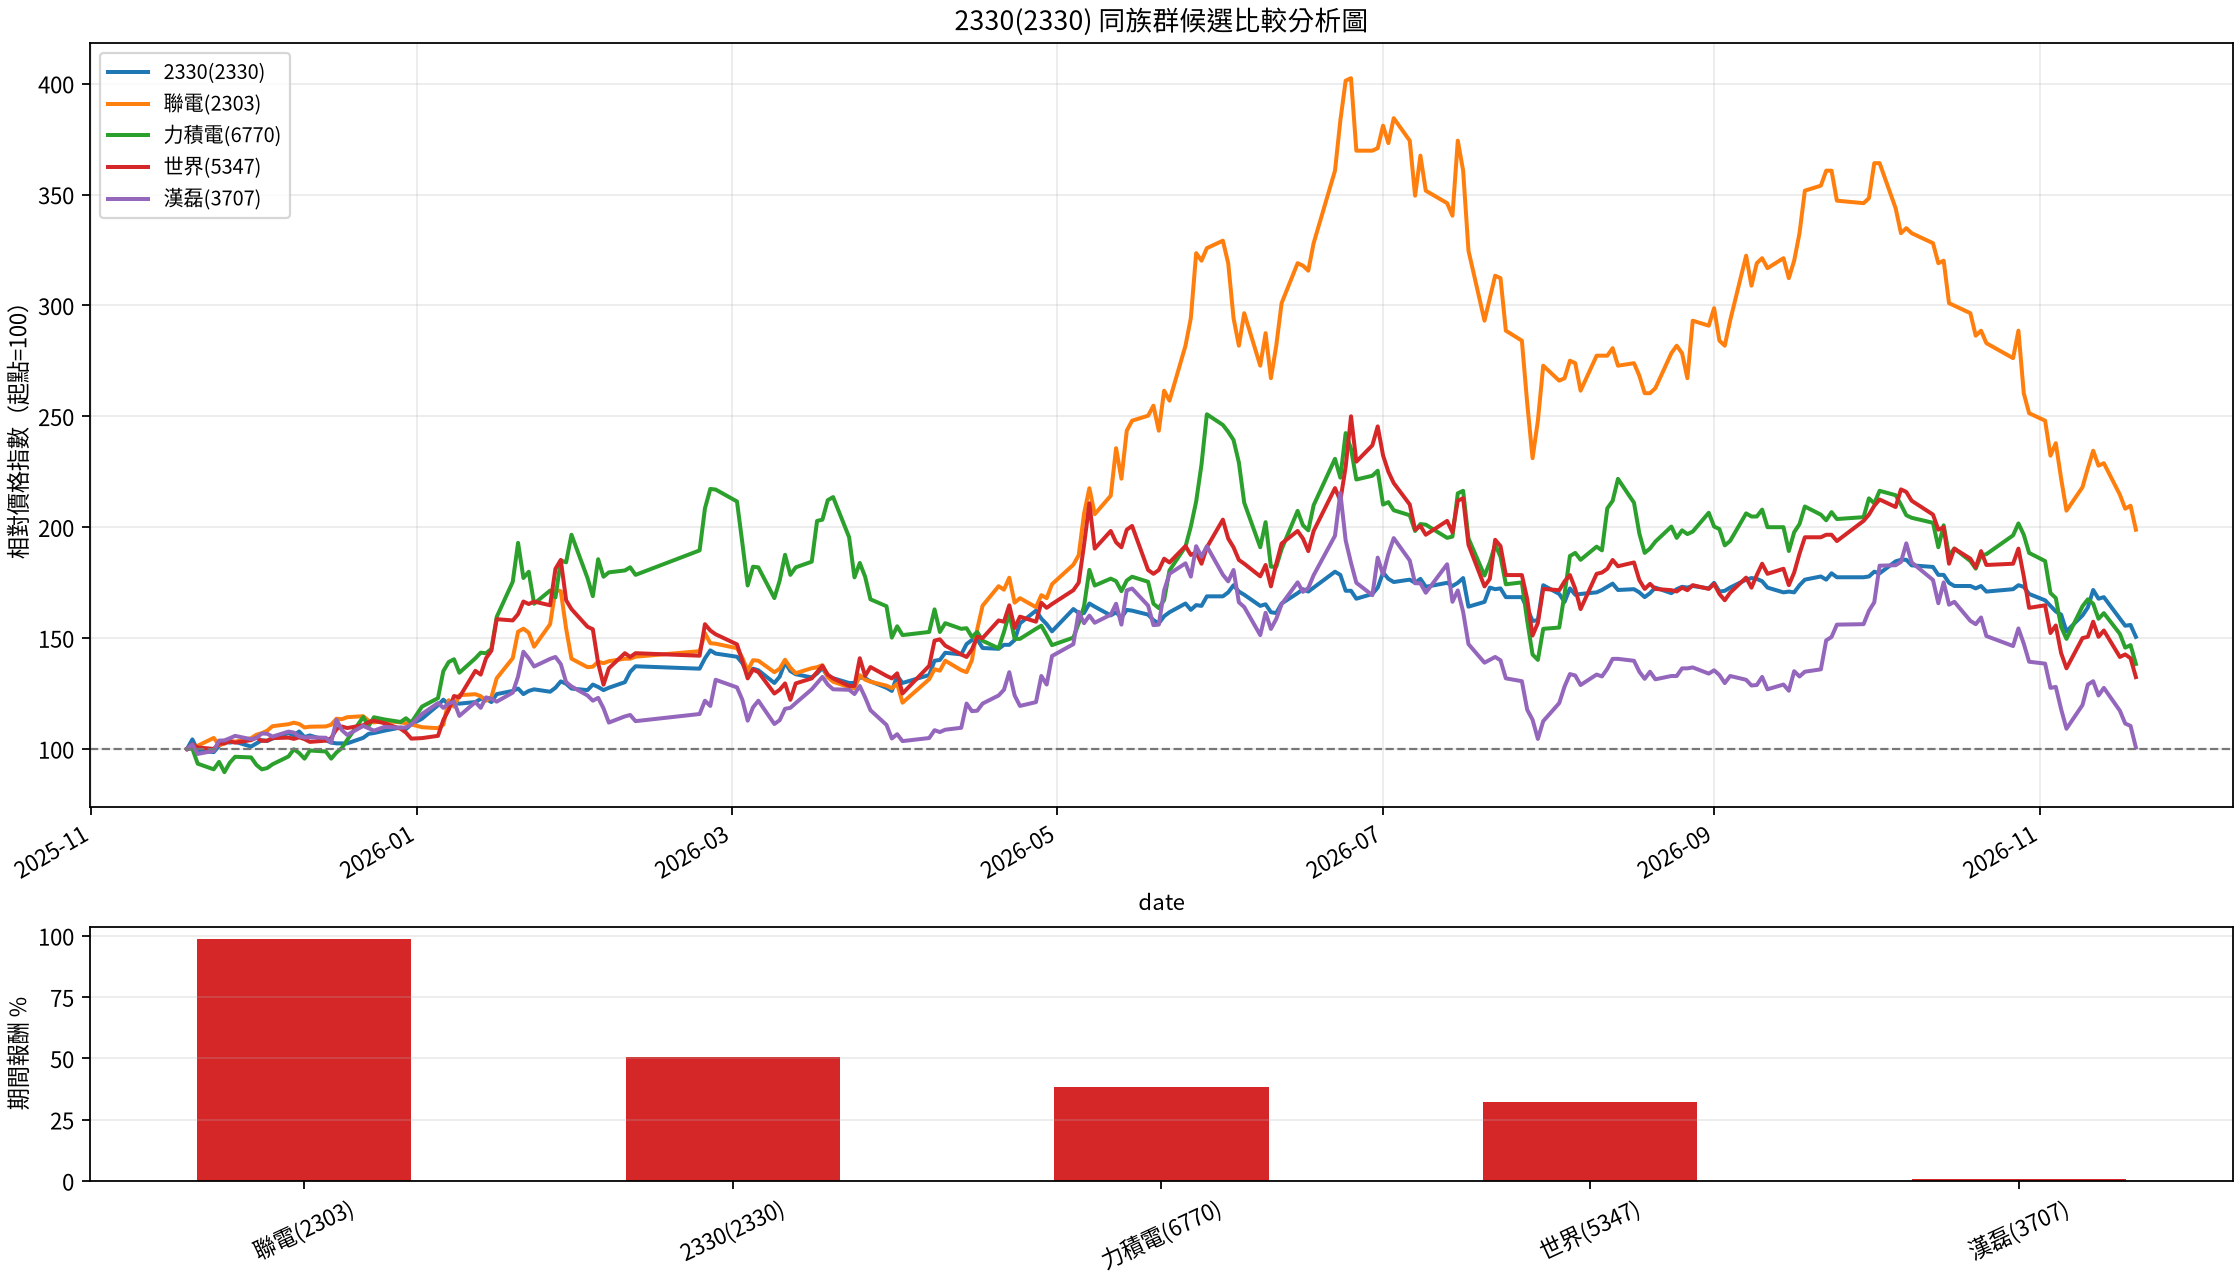 2330(2330) 同族群候選比較分析圖
2330(2330)
聯電(2303)
力積電(6770)
世界(5347)
漢磊(3707)
相對價格指數（起點=100）
400
350
300
250
200
150
100
2025-11
2026-01
2026-03
2026-05
2026-07
2026-09
2026-11
date
期間報酬 %
100
75
50
25
0
聯電(2303)
2330(2330)
力積電(6770)
世界(5347)
漢磊(3707)